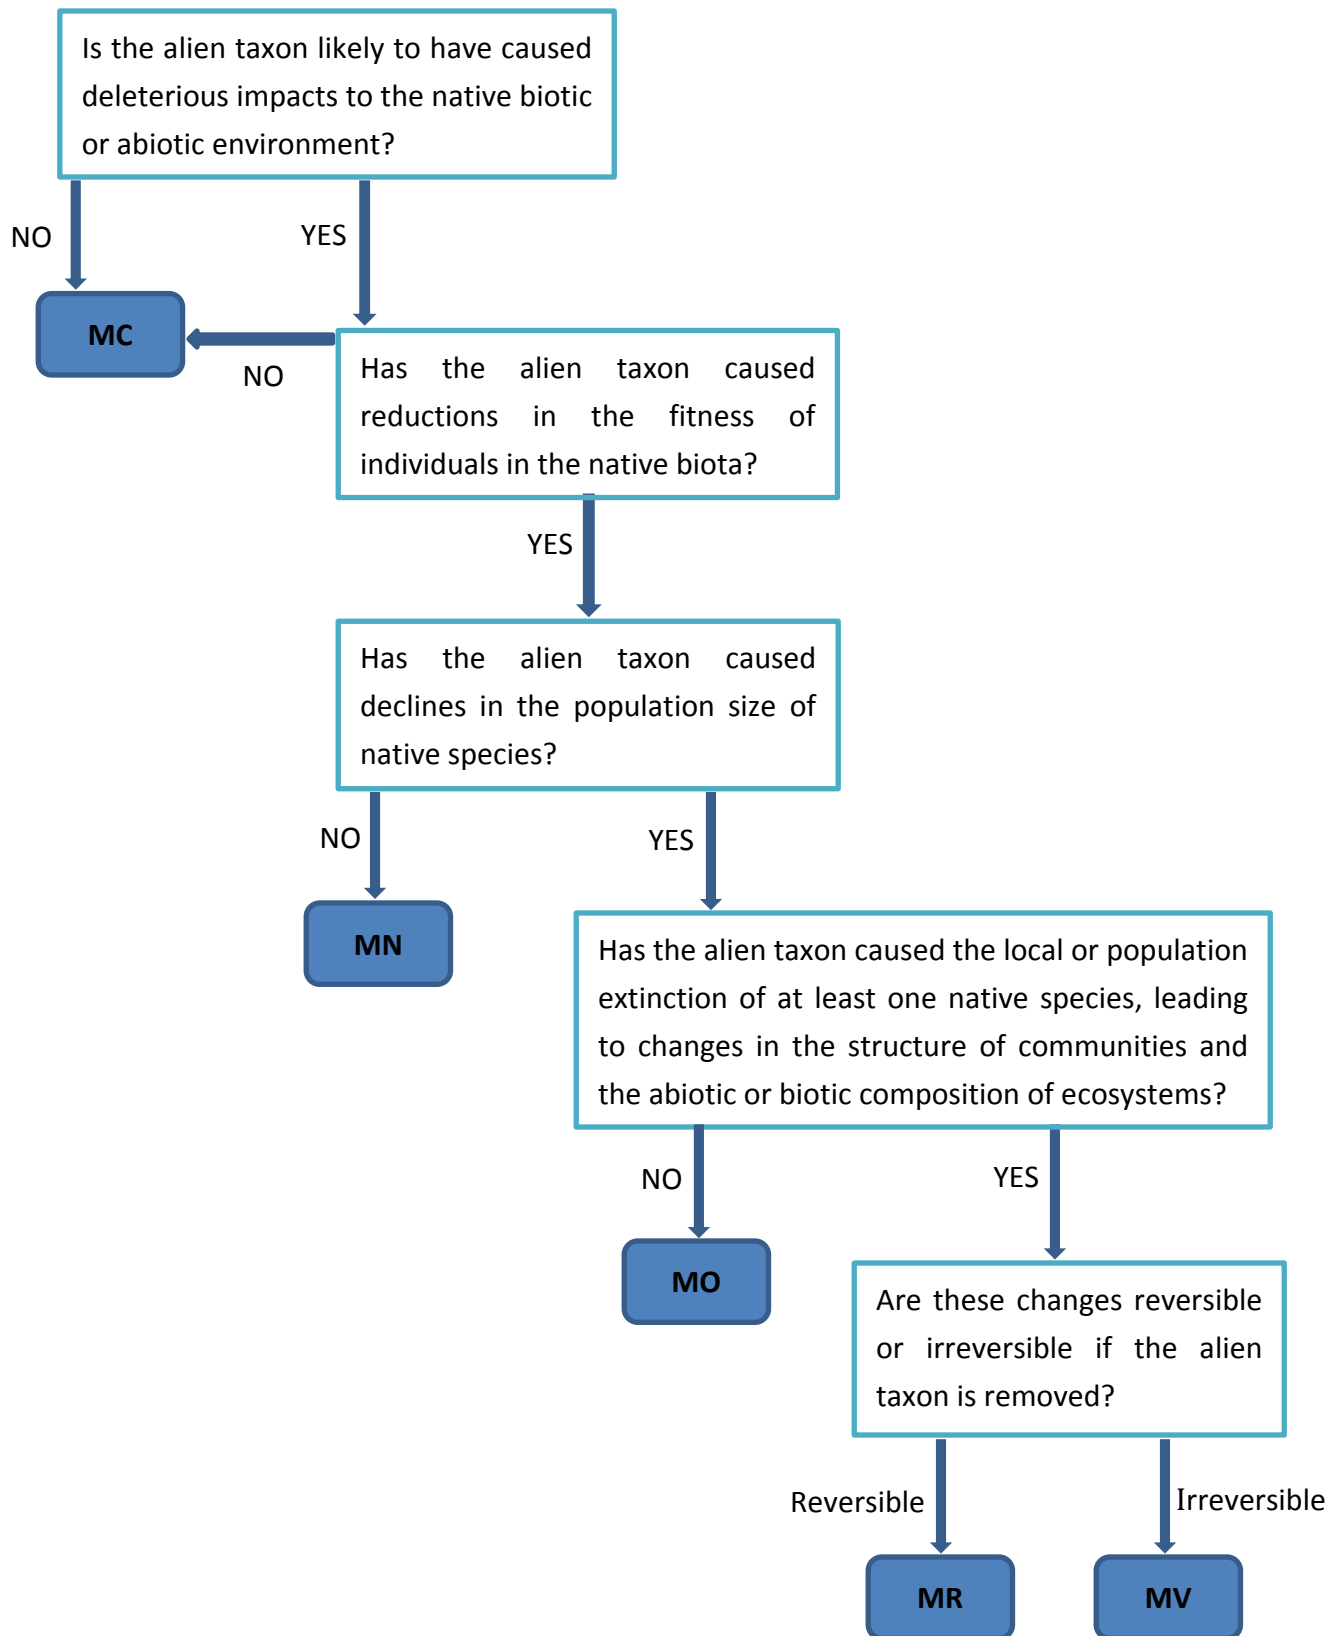 Is the alien taxon likely to have caused
deleterious impacts to the native biotic
or abiotic environment?
NO
YES
MC
NO
Has the alien taxon caused
reductions in the fitness of
individuals in the native biota?
YES
Has the alien taxon caused
declines in the population size of
native species?
NO
YES
MN
Has the alien taxon caused the local or population
extinction of at least one native species, leading
to changes in the structure of communities and
the abiotic or biotic composition of ecosystems?
NO
YES
MO
Are these changes reversible
or irreversible if the alien
taxon is removed?
Reversible
Irreversible
MR
MV